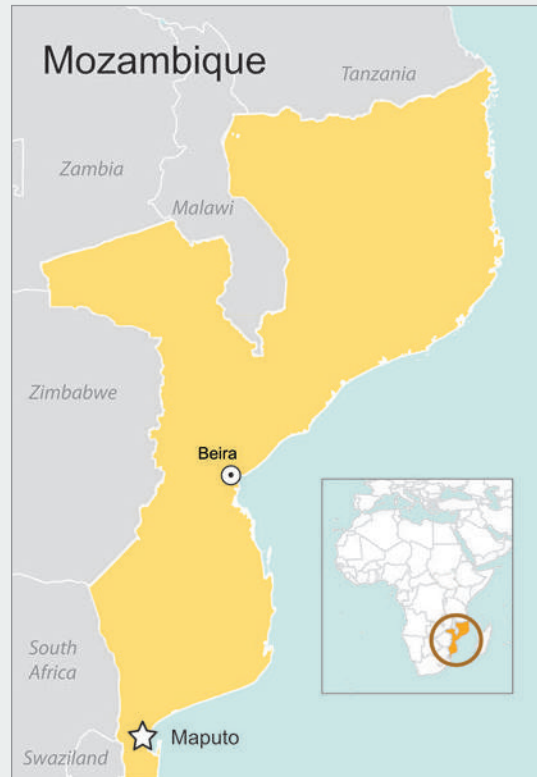 Mozambique
Tanzania
Zambia
Malawi
Zimbabwe
Beira
South
Africa
Maputo
Swaziland